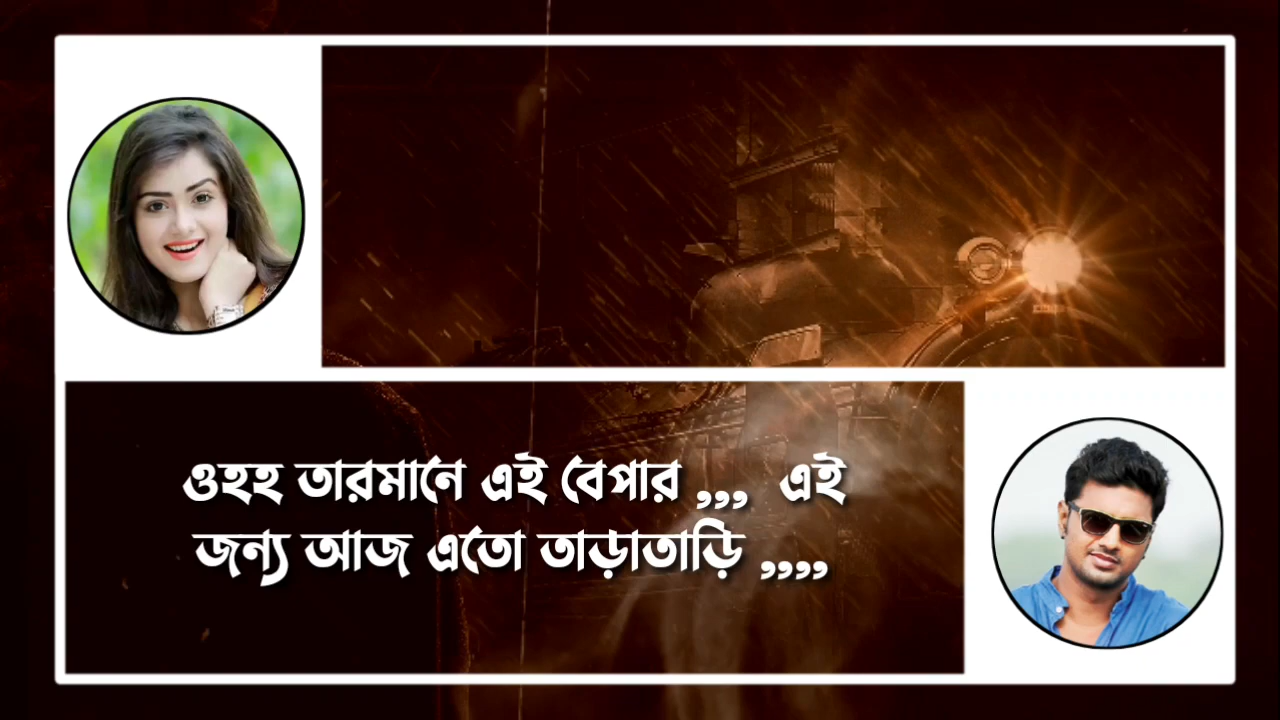 ওহহ তারমানে এই বেপার ,,, এই
জন্য আজ এতো তাড়াতাড়ি ,,,,